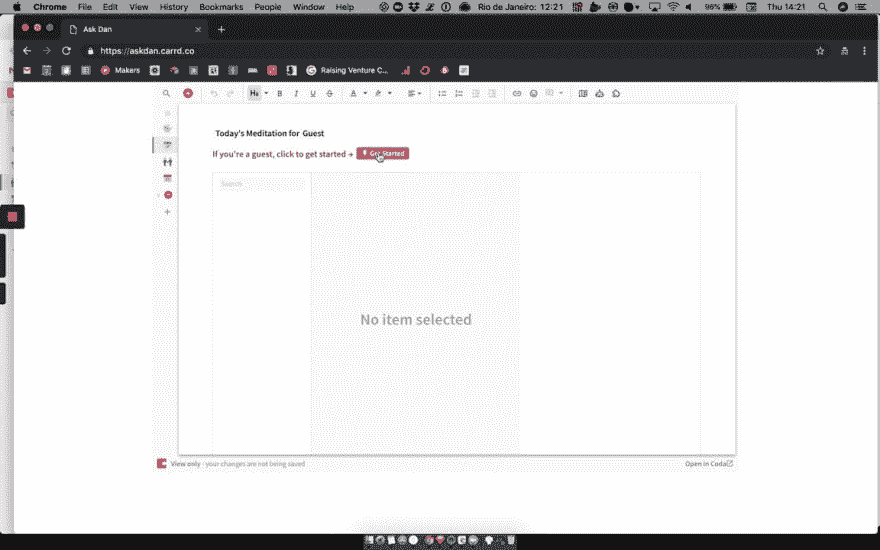 Chrome File Edit View History Bookmarks People Window Help Rio de Janeiro: 12:21 96% Thu 14:21
Ask Dan
https://askdan.carrd.co
Makers Raising Venture C...
H₂ B I U S A
Today's Meditation for Guest
If you're a guest, click to get started → Get Started
Search
No item selected
View only - your changes are not being saved Open in Coda